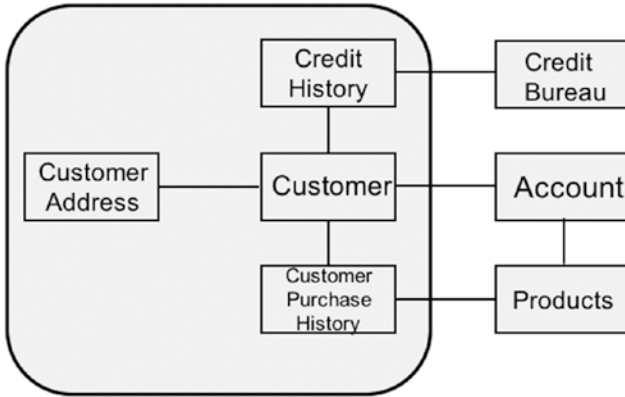 Credit
History
Credit
Bureau
Customer
Address
Customer
Account
Customer
Purchase
History
Products